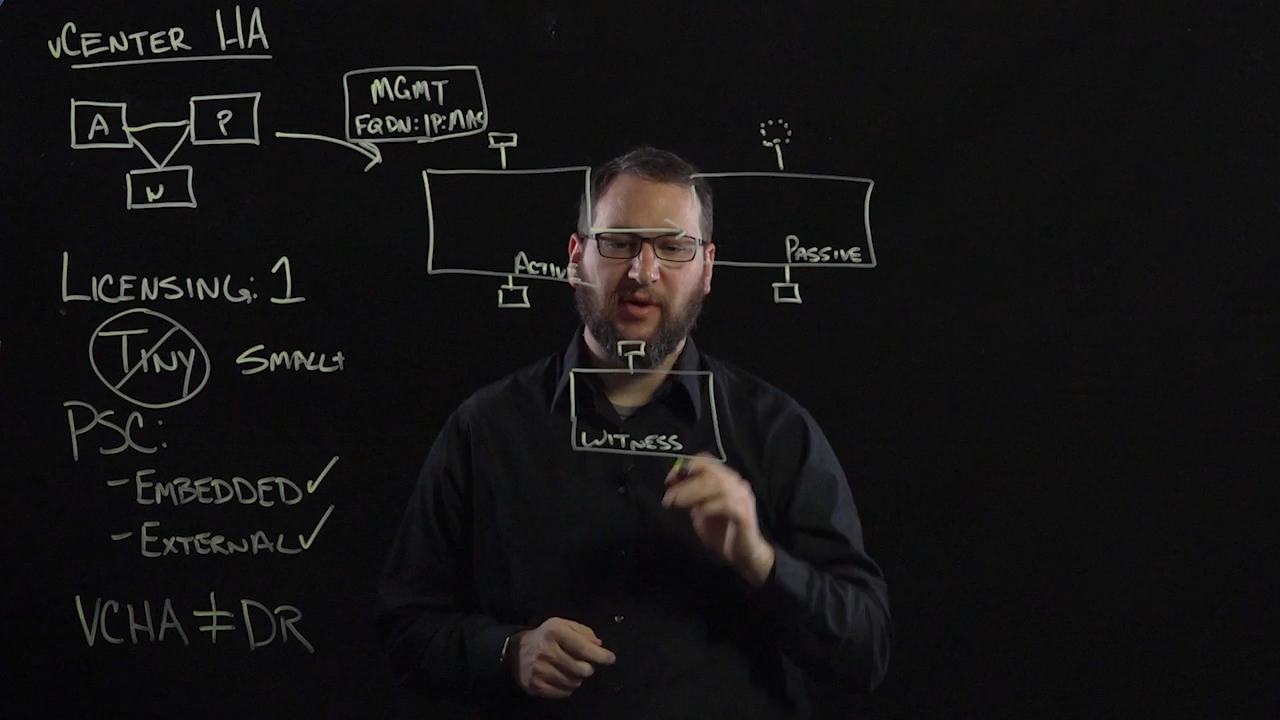 vCENTER HA
A
P
W
MGMT
FQDN:IP:MAC
ACTIVE
PASSIVE
WITNESS
LICENSING: 1
TINY
SMALL+
PSC:
- EMBEDDED ✓
- EXTERNAL ✓
VCHA ≠ DR